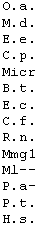 O.a.
M.d.
E.e.
C.p.
Micr
B.t.
E.c.
C.f.
R.n.
Mmg1
Ml--
P.a-
P.t.
H.s.